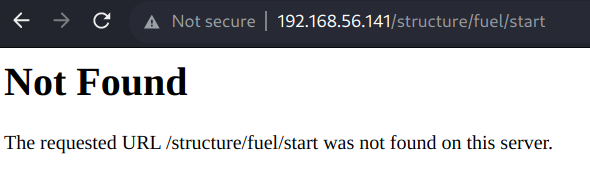 Not secure | 192.168.56.141/structure/fuel/start
Not Found
The requested URL /structure/fuel/start was not found on this server.